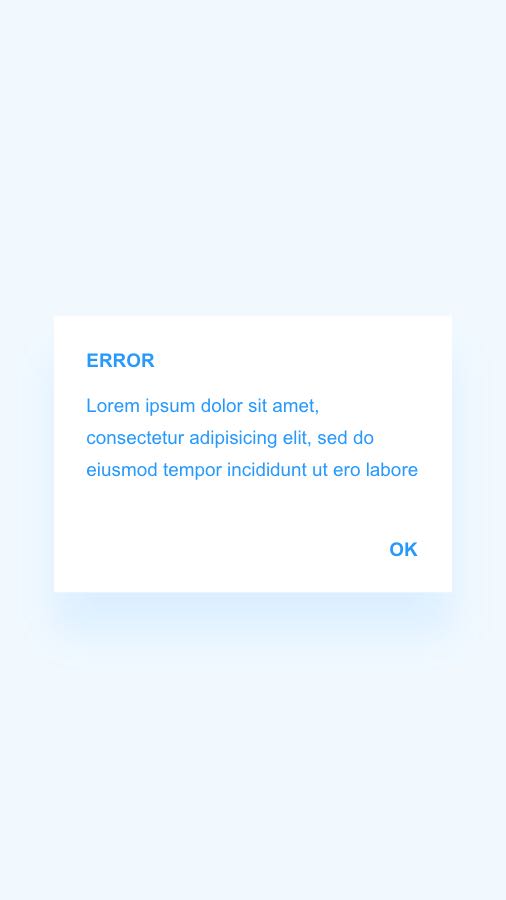 ERROR
Lorem ipsum dolor sit amet,
consectetur adipisicing elit, sed do
eiusmod tempor incididunt ut ero labore
OK